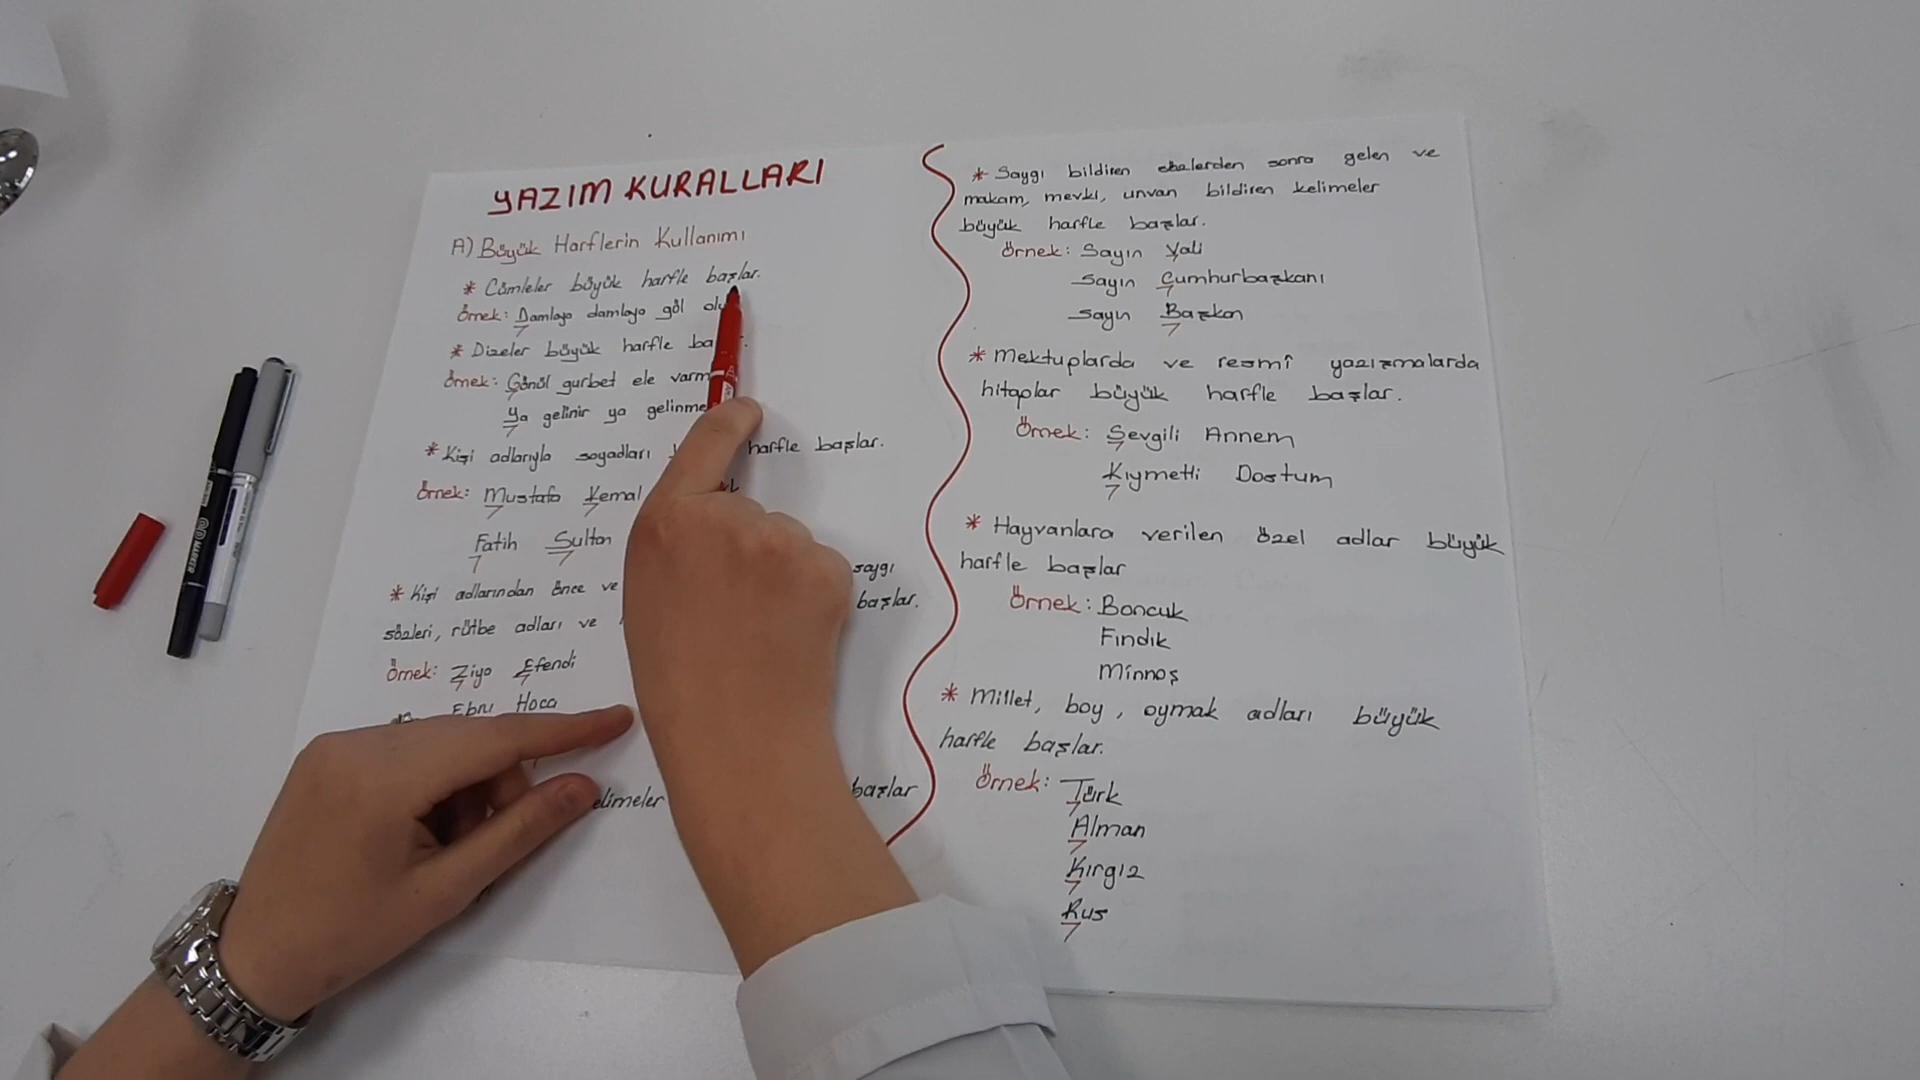 YAZIM KURALLARI
A) Büyük Harflerin Kullanımı
* Cümleler büyük harfle başlar.
Örnek: Damlaya damlaya göl
* Dizeler büyük harfle
Örnek: Gönül gurbet ele
Ya gelinir ya
* Kişi adlarıyla soyadları harfle başlar.
Örnek: Mustafa Kemal
Fatih Sultan
* Kişi adlarından önce ve saygı
başlar.
sözleri, rütbe adları ve
Örnek: Ziya Efendi
Ebru Hoca
başlar
* Saygı bildiren sözlerden sonra gelen ve
makam, mevki, unvan bildiren kelimeler
büyük harfle başlar.
Örnek: Sayın Vali
Sayın Cumhurbaşkanı
Sayın Başkan
* Mektuplarda ve resmî yazışmalarda
hitaplar büyük harfle başlar.
Örnek: Sevgili Annem
Kıymetli Dostum
* Hayvanlara verilen özel adlar büyük
harfle başlar
Örnek: Boncuk
Fındık
Minnoş
* Millet, boy, oymak adları büyük
harfle başlar.
Örnek: Türk
Alman
Kırgız
Rus
MARKER